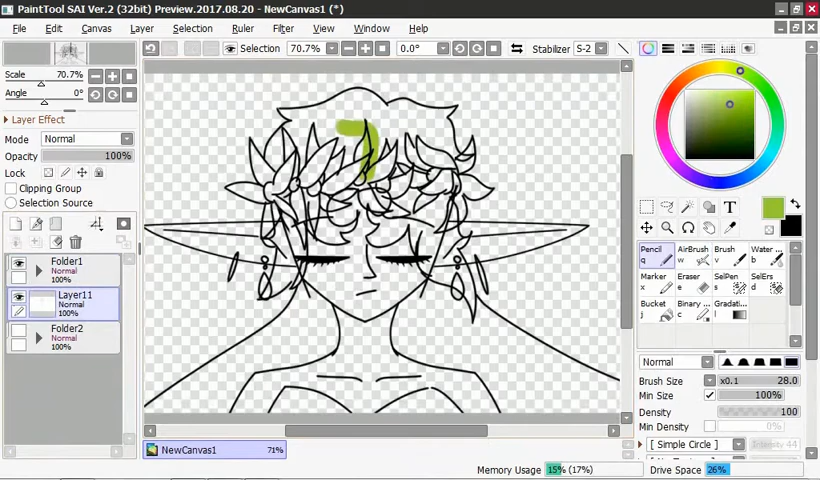 PaintTool SAI Ver.2 (32bit) Preview.2017.08.20 - NewCanvas1 (*)
File Edit Canvas Layer Selection Ruler Filter View Window Help
Selection 70.7% 0.0° Stabilizer S-2
Scale 70.7%
Angle 0°
Layer Effect
Mode Normal
Opacity 100%
Lock
Clipping Group
Selection Source
Folder1
Normal
100%
Layer11
Normal
100%
Folder2
Normal
100%
NewCanvas1 71%
T
Pencil AirBrush Brush Water
q w v b
Marker Eraser SelPen SelErs
x e s d
Bucket Binary Gradati
j c l
Normal
Brush Size x0.1 28.0
Min Size 100%
Density 100
Min Density 0%
[ Simple Circle ] Intensity 44
Memory Usage 15% (17%) Drive Space 26%